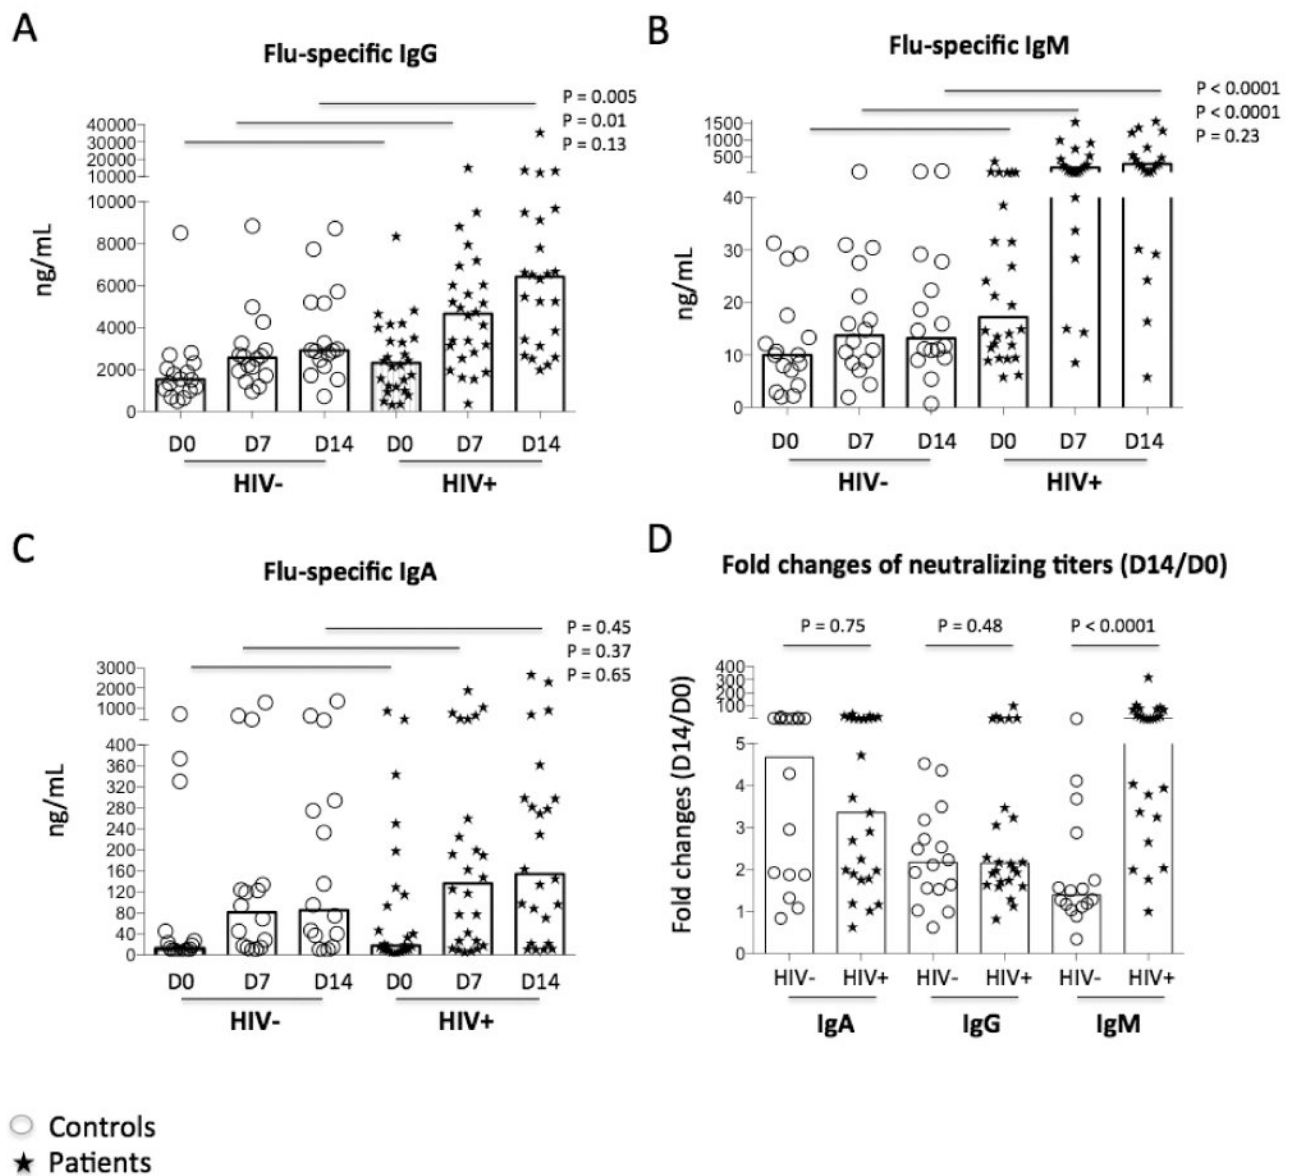 A
Flu-specific IgG
P = 0.005
P = 0.01
P = 0.13
40000
30000
20000
10000
10000
8000
6000
4000
2000
0
ng/mL
D0 D7 D14 D0 D7 D14
HIV- HIV+
B
Flu-specific IgM
P < 0.0001
P < 0.0001
P = 0.23
1500
1000
500
40
30
20
10
0
ng/mL
D0 D7 D14 D0 D7 D14
HIV- HIV+
C
Flu-specific IgA
P = 0.45
P = 0.37
P = 0.65
3000
2000
1000
400
360
320
280
240
200
160
120
80
40
0
ng/mL
D0 D7 D14 D0 D7 D14
HIV- HIV+
D
Fold changes of neutralizing titers (D14/D0)
P = 0.75 P = 0.48 P < 0.0001
400
300
200
100
5
4
3
2
1
0
Fold changes (D14/D0)
HIV- HIV+ HIV- HIV+ HIV- HIV+
IgA IgG IgM
Controls
Patients